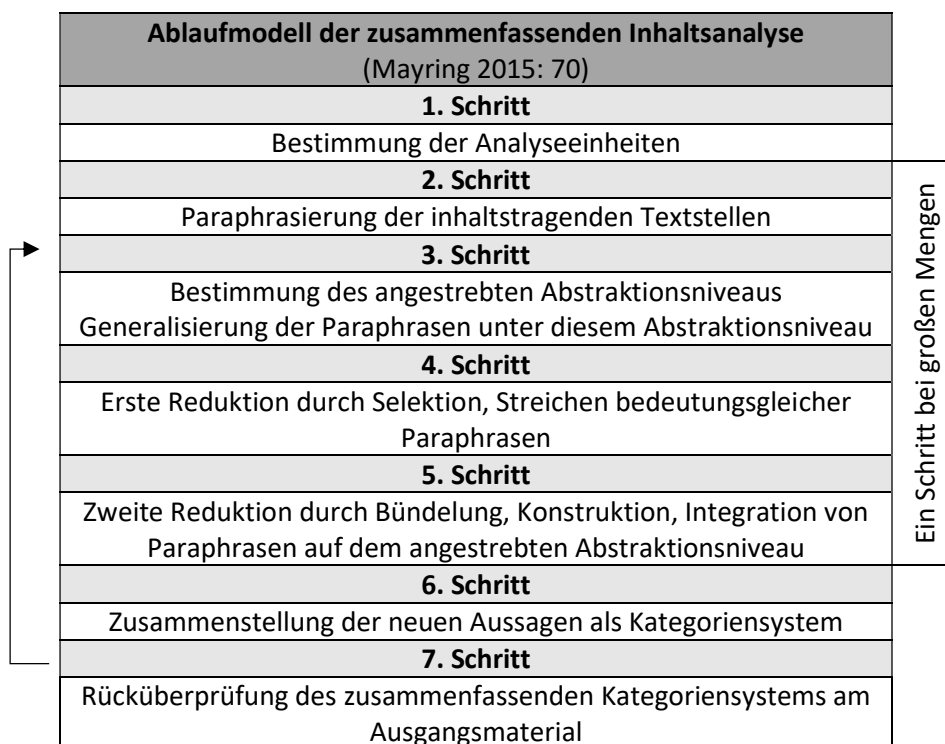 Ablaufmodell der zusammenfassenden Inhaltsanalyse
(Mayring 2015: 70)
1. Schritt
Bestimmung der Analyseeinheiten
2. Schritt
Paraphrasierung der inhaltstragenden Textstellen
3. Schritt
Bestimmung des angestrebten Abstraktionsniveaus
Generalisierung der Paraphrasen unter diesem Abstraktionsniveau
4. Schritt
Erste Reduktion durch Selektion, Streichen bedeutungsgleicher
Paraphrasen
5. Schritt
Zweite Reduktion durch Bündelung, Konstruktion, Integration von
Paraphrasen auf dem angestrebten Abstraktionsniveau
6. Schritt
Zusammenstellung der neuen Aussagen als Kategoriensystem
7. Schritt
Rücküberprüfung des zusammenfassenden Kategoriensystems am
Ausgangsmaterial
Ein Schritt bei großen Mengen